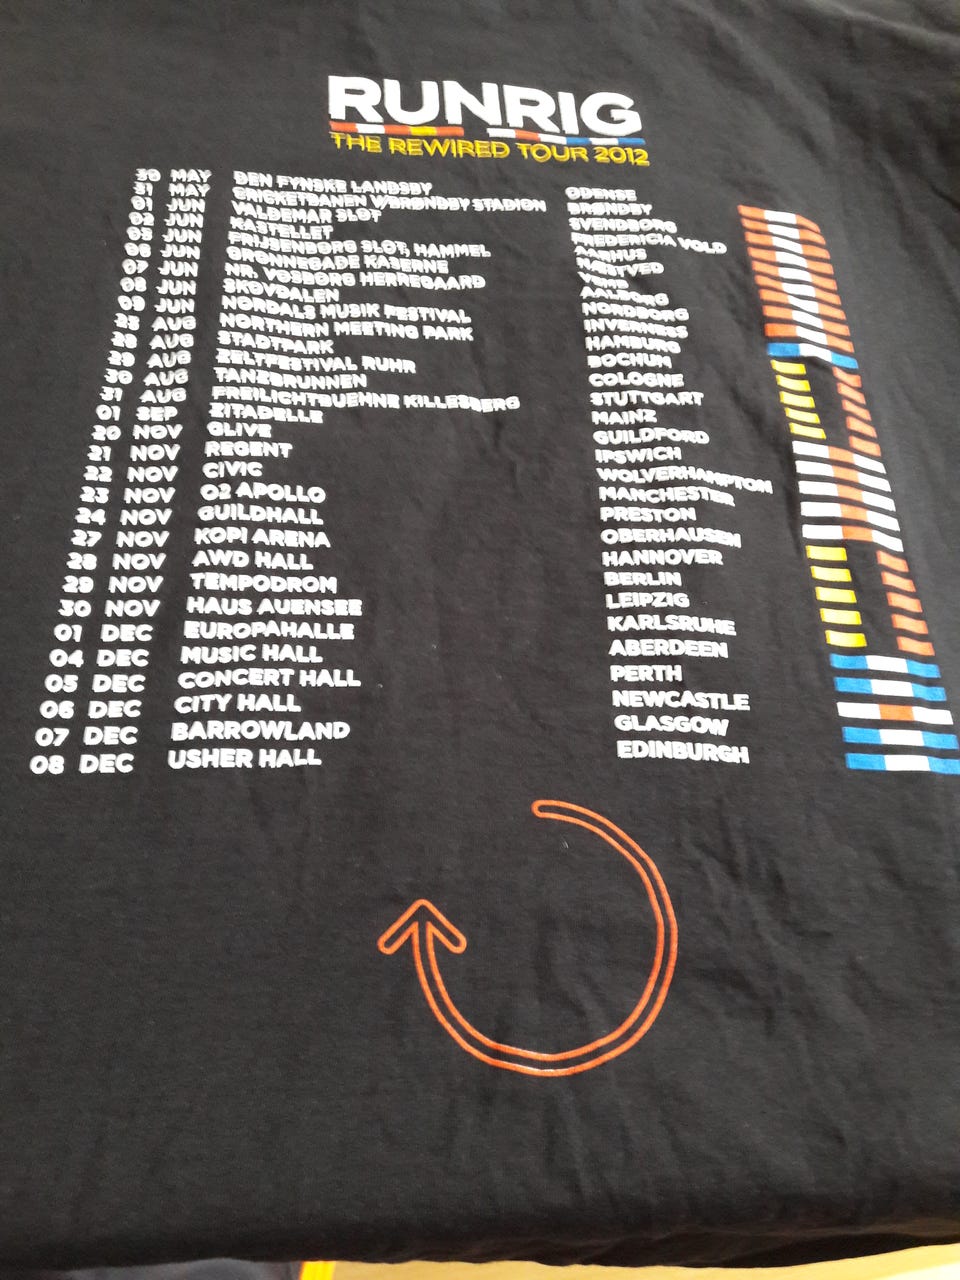 RUNRIG
THE REWIRED TOUR 2012
30 MAY DEN FYNSKE LANDSBY ODENSE
31 MAY CRICKETBANEN W/BRØNDBY STADION BRØNDBY
01 JUN VALDEMAR SLOT SVENDBORG
02 JUN KASTELLET FREDERICIA VOLD
03 JUN FRIJSENBORG SLOT, HAMMEL AARHUS
06 JUN GRØNNEGADE KASERNE NÆSTVED
07 JUN NR. VOSBORG HERREGAARD VEMB
08 JUN SKOVDALEN AALBORG
09 JUN NORDALS MUSIK FESTIVAL NORDBORG
AUG NORTHERN MEETING PARK INVERNESS
28 AUG STADTPARK HAMBURG
29 AUG ZELTFESTIVAL RUHR BOCHUM
30 AUG TANZBRUNNEN COLOGNE
31 AUG FREILICHTBUEHNE KILLESBERG STUTTGART
01 SEP ZITADELLE MAINZ
20 NOV GLIVE GUILDFORD
21 NOV REGENT IPSWICH
22 NOV CIVIC WOLVERHAMPTON
23 NOV O2 APOLLO MANCHESTER
24 NOV GUILDHALL PRESTON
27 NOV KOPI ARENA OBERHAUSEN
28 NOV AWD HALL HANNOVER
29 NOV TEMPODROM BERLIN
30 NOV HAUS AUENSEE LEIPZIG
01 DEC EUROPAHALLE KARLSRUHE
04 DEC MUSIC HALL ABERDEEN
05 DEC CONCERT HALL PERTH
06 DEC CITY HALL NEWCASTLE
07 DEC BARROWLAND GLASGOW
08 DEC USHER HALL EDINBURGH